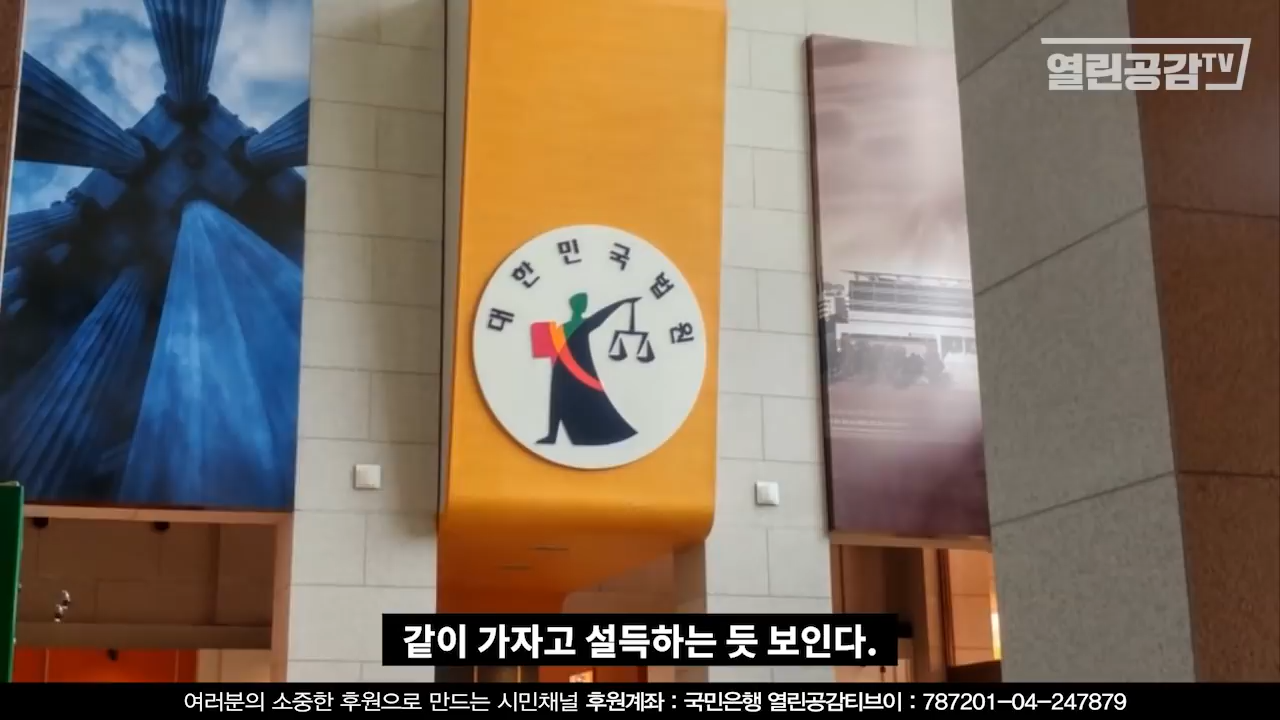 열린공감TV
대한민국법원
같이 가자고 설득하는 듯 보인다.
여러분의 소중한 후원으로 만드는 시민채널 후원계좌 : 국민은행 열린공감티브이 : 787201-04-247879